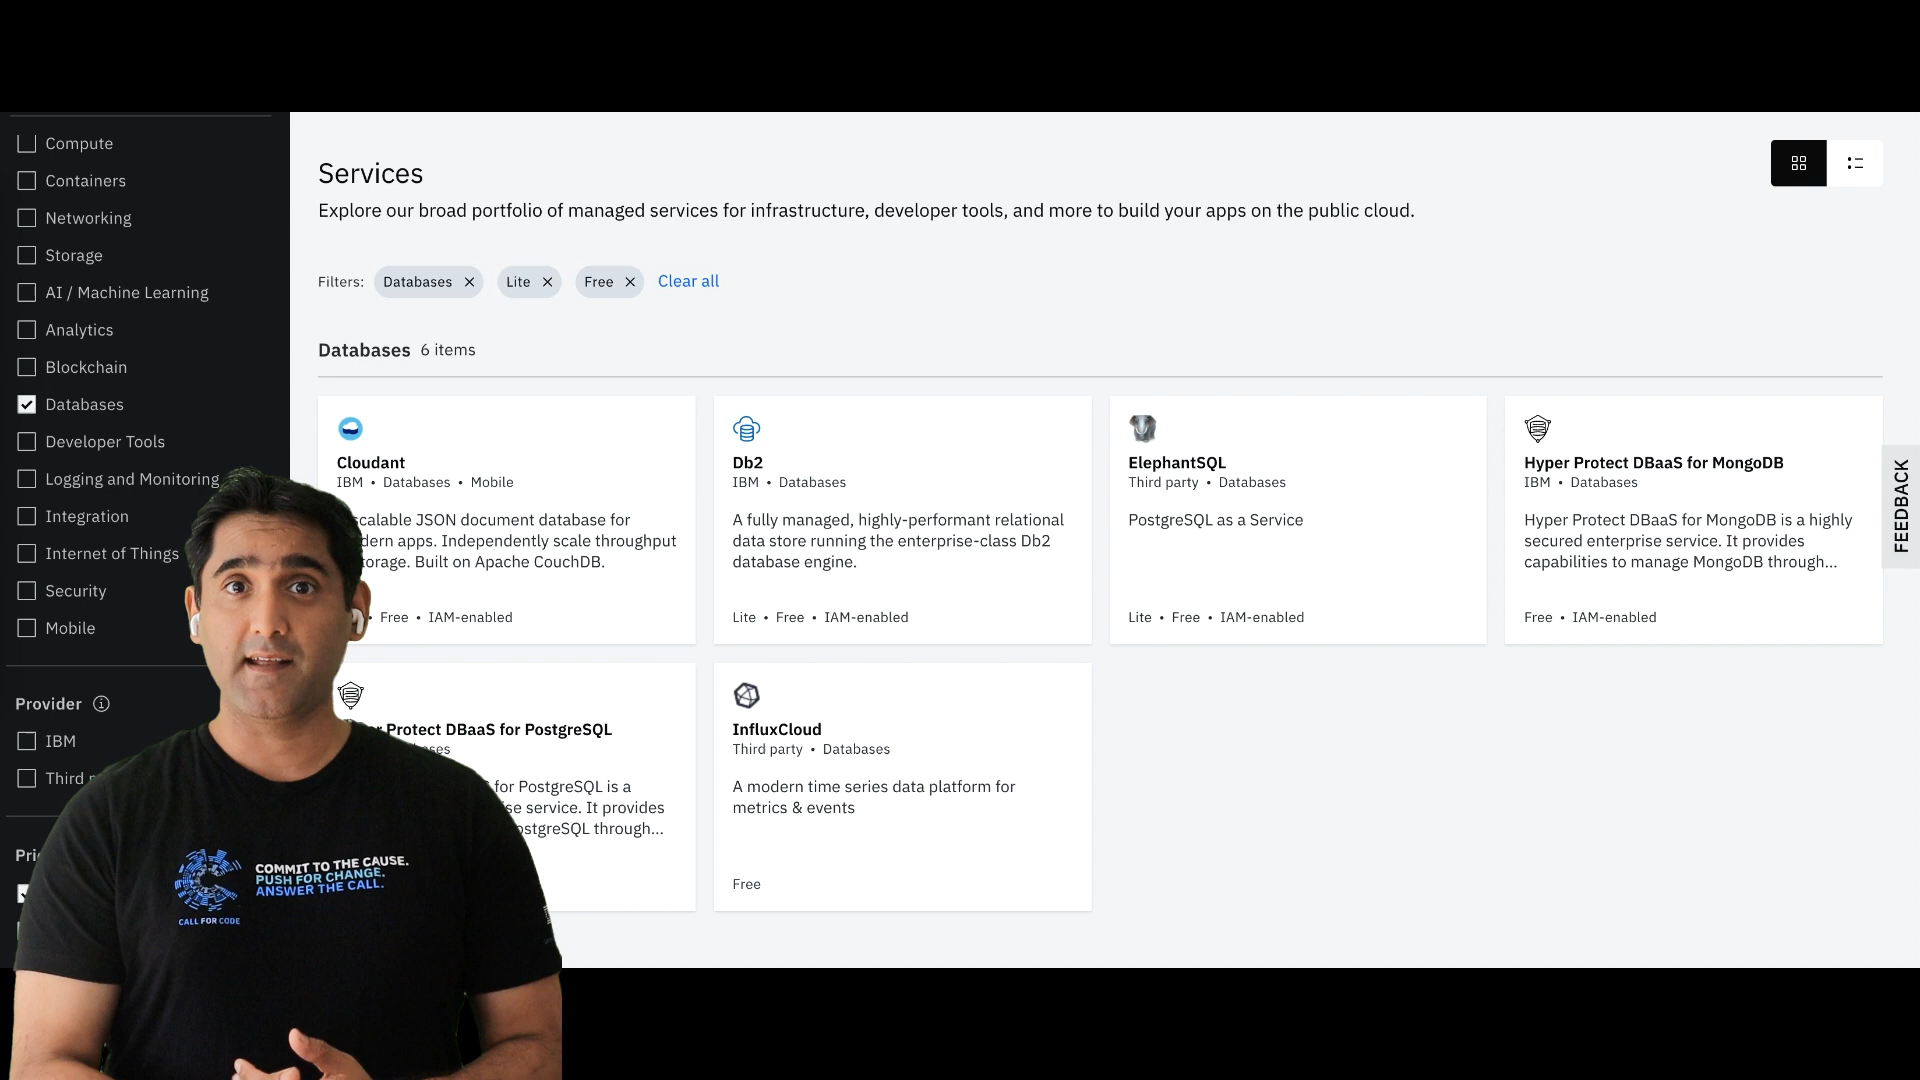 Compute
Containers
Networking
Storage
AI / Machine Learning
Analytics
Blockchain
Databases
Developer Tools
Logging and Monitoring
Integration
Internet of Things
Security
Mobile
Provider
IBM
Third
Services
Explore our broad portfolio of managed services for infrastructure, developer tools, and more to build your apps on the public cloud.
Filters: Databases Lite Free Clear all
Databases 6 items
Cloudant
IBM • Databases • Mobile
scalable JSON document database for
apps. Independently scale throughput
Built on Apache CouchDB.
• Free • IAM-enabled
Db2
IBM • Databases
A fully managed, highly-performant relational
data store running the enterprise-class Db2
database engine.
Lite • Free • IAM-enabled
ElephantSQL
Third party • Databases
PostgreSQL as a Service
Lite • Free • IAM-enabled
Hyper Protect DBaaS for MongoDB
IBM • Databases
Hyper Protect DBaaS for MongoDB is a highly
secured enterprise service. It provides
capabilities to manage MongoDB through...
Free • IAM-enabled
Protect DBaaS for PostgreSQL
for PostgreSQL is a
service. It provides
through...
InfluxCloud
Third party • Databases
A modern time series data platform for
metrics & events
Free
FEEDBACK
COMMIT TO THE CAUSE.
PUSH FOR CHANGE.
ANSWER THE CALL.
CALL FOR CODE